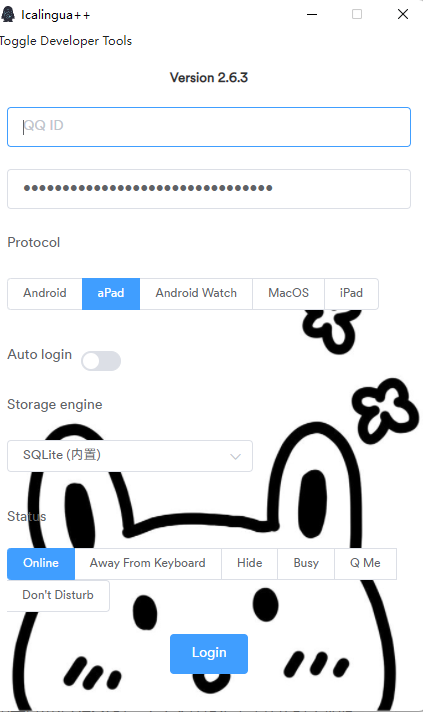 Icalingua++
Toggle Developer Tools
Version 2.6.3
QQ ID
Protocol
Android aPad Android Watch MacOS iPad
Auto login
Storage engine
SQLite (内置)
Status
Online Away From Keyboard Hide Busy Q Me
Don't Disturb
Login